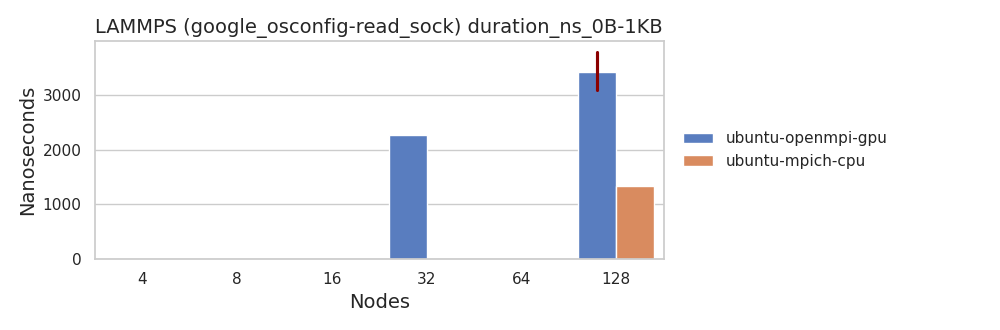 LAMMPS (google_osconfig-read_sock) duration_ns_0B-1KB
Nanoseconds
3000
2000
1000
0
4 8 16 32 64 128
Nodes
ubuntu-openmpi-gpu
ubuntu-mpich-cpu